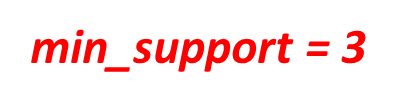 min_support = 3